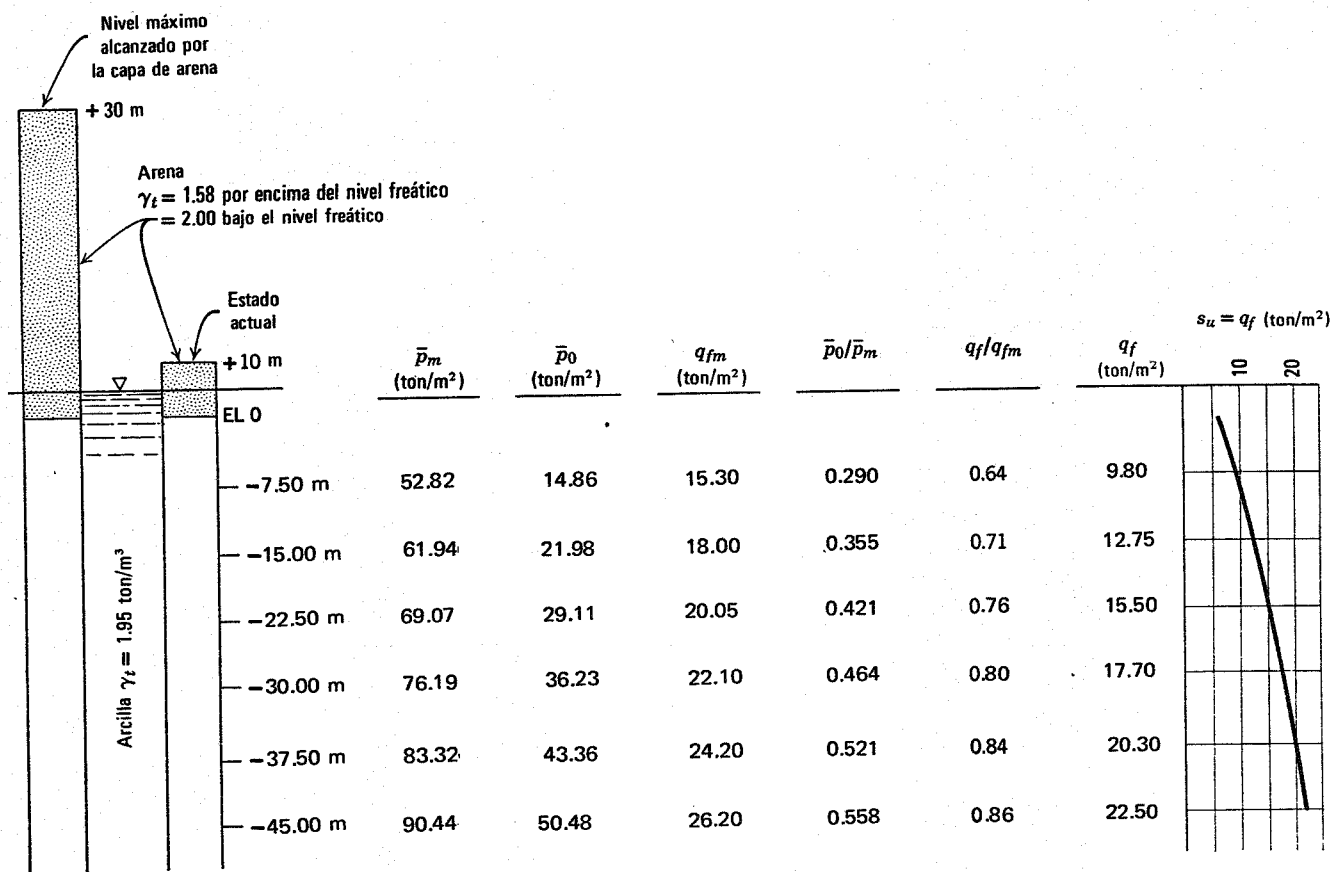 Nivel máximo
alcanzado por
la capa de arena
+ 30 m
Arena
γt = 1.58 por encima del nivel freático
= 2.00 bajo el nivel freático
Estado
actual
+10 m
EL 0
Arcilla γt = 1.95 ton/m³
p̅m p̅0 qfm p̅0/p̅m qf/qfm qf
(ton/m²) (ton/m²) (ton/m²) (ton/m²)
su = qf (ton/m²)
10 20
−7.50 m 52.82 14.86 15.30 0.290 0.64 9.80
−15.00 m 61.94 21.98 18.00 0.355 0.71 12.75
−22.50 m 69.07 29.11 20.05 0.421 0.76 15.50
−30.00 m 76.19 36.23 22.10 0.464 0.80 17.70
−37.50 m 83.32 43.36 24.20 0.521 0.84 20.30
−45.00 m 90.44 50.48 26.20 0.558 0.86 22.50